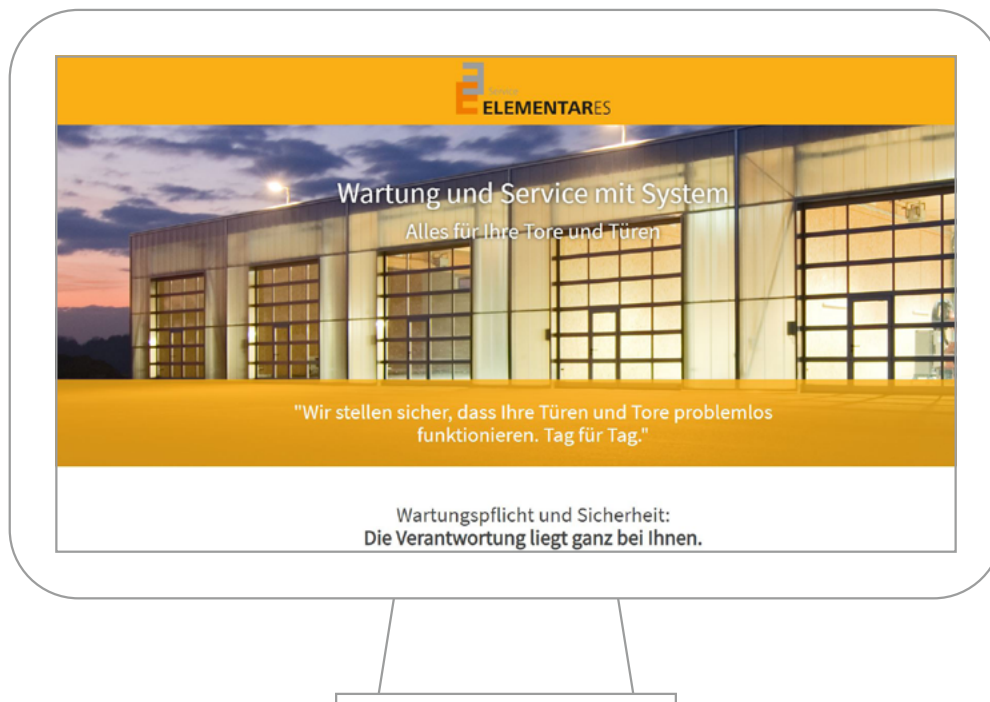 Service
ELEMENTARES
Wartung und Service mit System
Alles für Ihre Tore und Türen
"Wir stellen sicher, dass Ihre Türen und Tore problemlos
funktionieren. Tag für Tag."
Wartungspflicht und Sicherheit:
Die Verantwortung liegt ganz bei Ihnen.